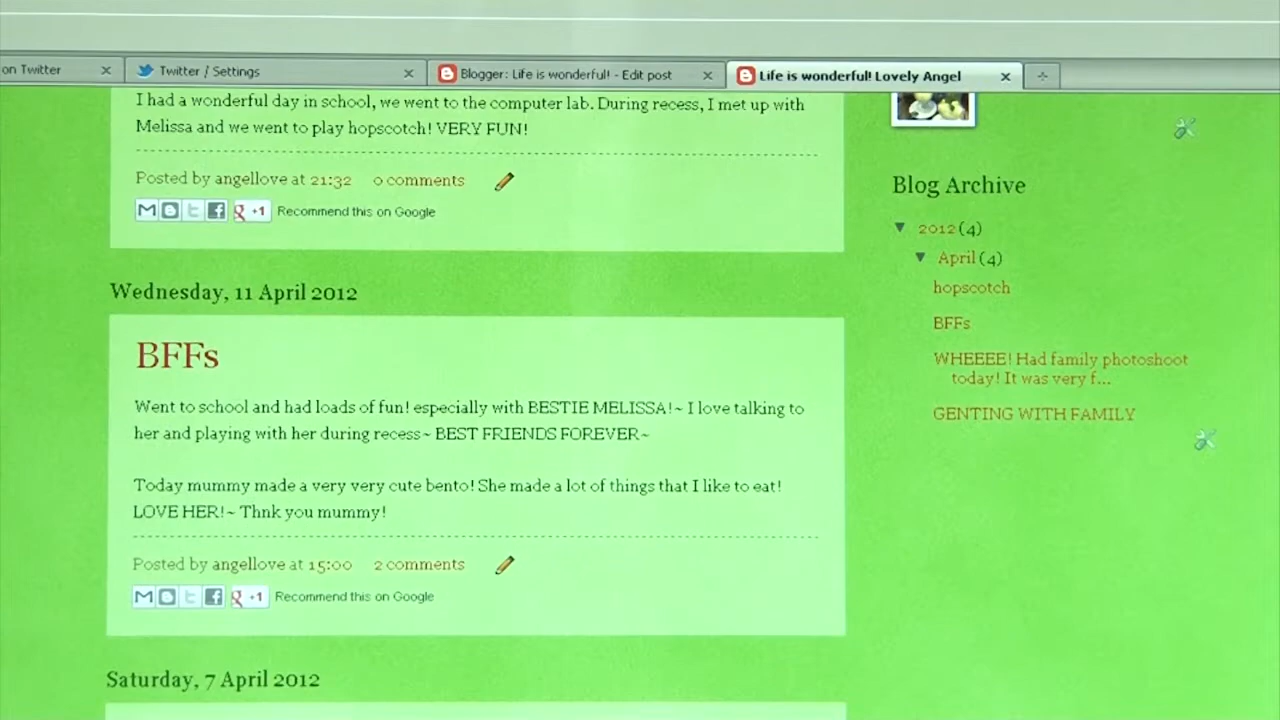 on Twitter
Twitter / Settings
Blogger: Life is wonderful! - Edit post
Life is wonderful! Lovely Angel
I had a wonderful day in school, we went to the computer lab. During recess, I met up with
Melissa and we went to play hopscotch! VERY FUN!
Posted by angellove at 21:32 0 comments
+1 Recommend this on Google
Wednesday, 11 April 2012
BFFs
Went to school and had loads of fun! especially with BESTIE MELISSA!~ I love talking to
her and playing with her during recess~ BEST FRIENDS FOREVER~
Today mummy made a very very cute bento! She made a lot of things that I like to eat!
LOVE HER!~ Thnk you mummy!
Posted by angellove at 15:00 2 comments
+1 Recommend this on Google
Saturday, 7 April 2012
Blog Archive
▼ 2012 (4)
▼ April (4)
hopscotch
BFFs
WHEEEE! Had family photoshoot
today! It was very f...
GENTING WITH FAMILY